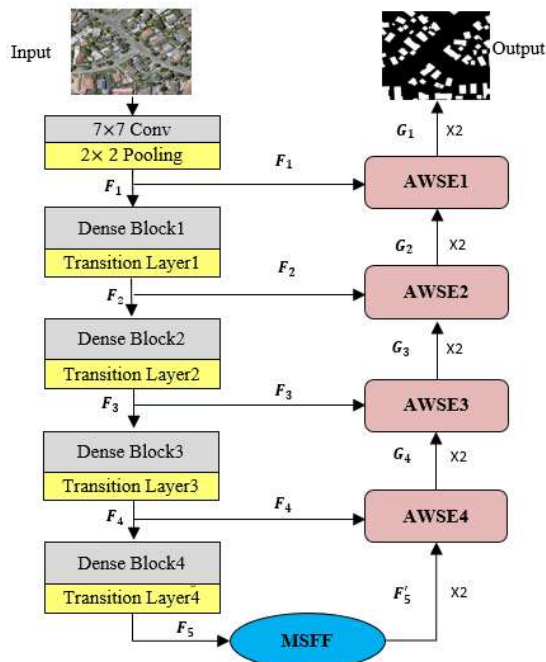 Input
Output
7×7 Conv
2× 2 Pooling
F₁
F₁
G₁
X2
AWSE1
Dense Block1
Transition Layer1
F₂
F₂
G₂
X2
AWSE2
Dense Block2
Transition Layer2
F₃
F₃
G₃
X2
AWSE3
Dense Block3
Transition Layer3
F₄
F₄
G₄
X2
AWSE4
Dense Block4
Transition Layer4
F₅
MSFF
F₅′
X2